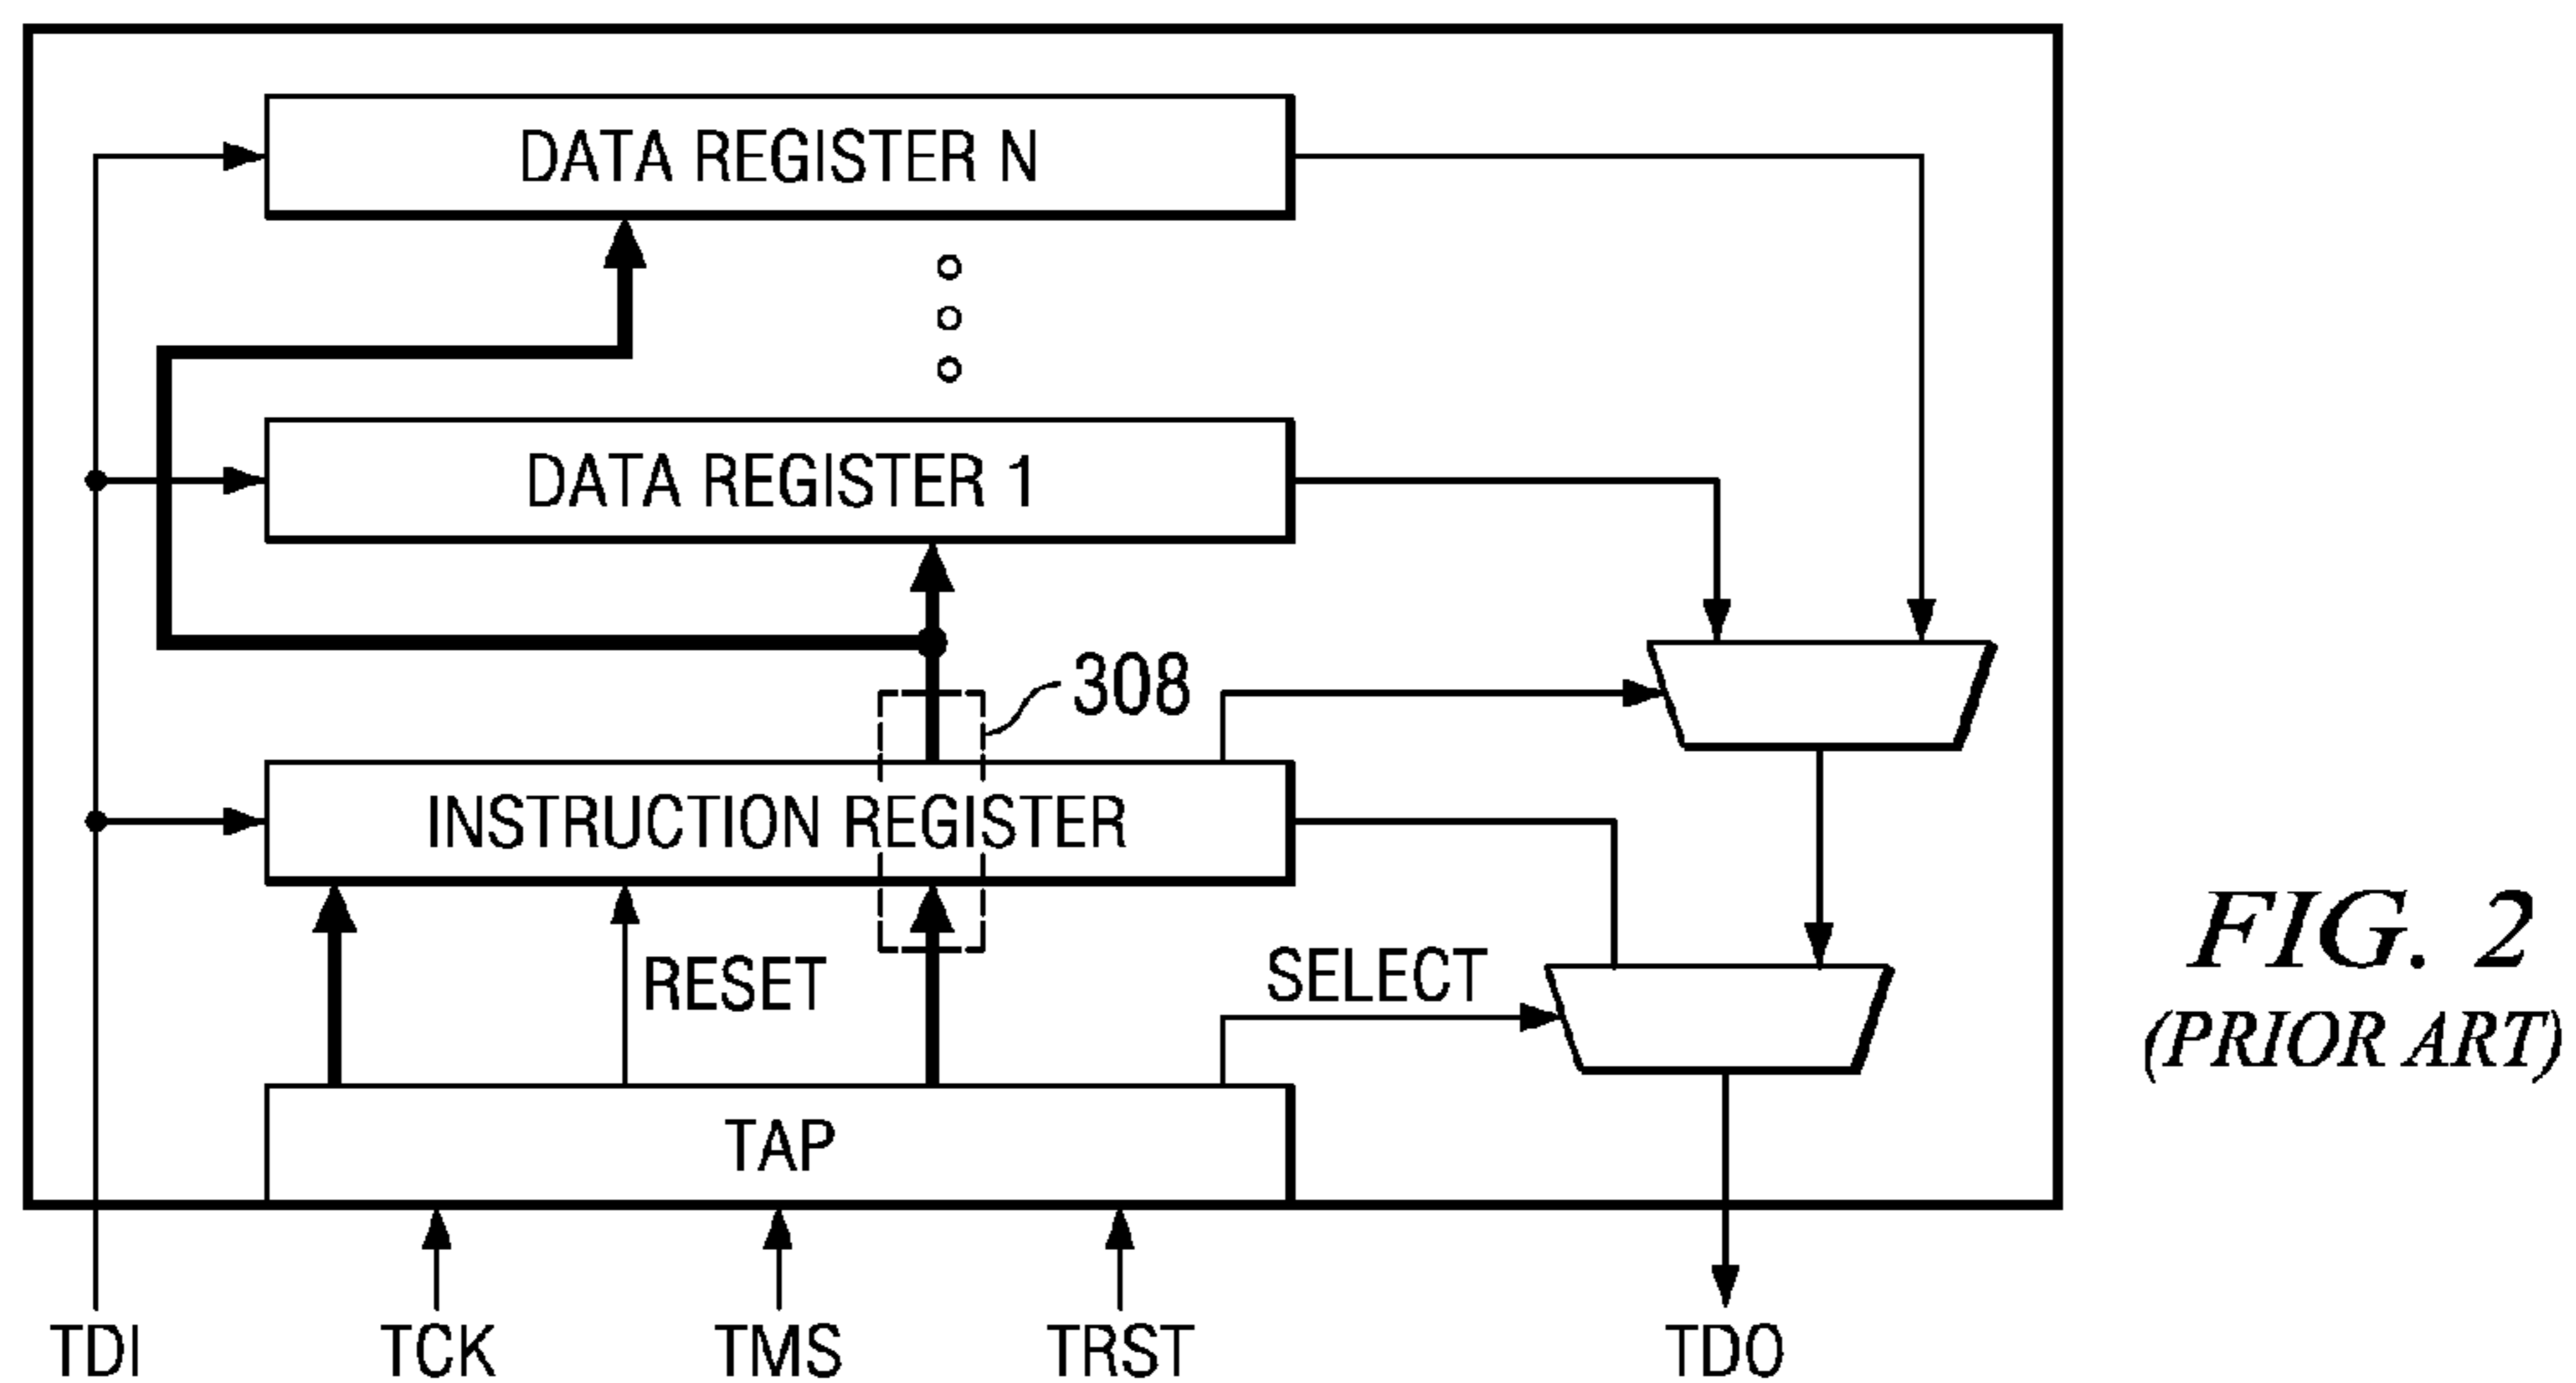 DATA REGISTER N
DATA REGISTER 1
308
INSTRUCTION REGISTER
RESET
SELECT
TAP
TDI
TCK
TMS
TRST
TDO
FIG. 2
(PRIOR ART)